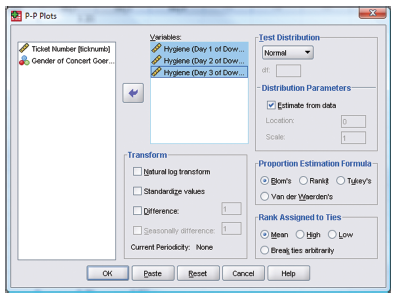 P-P Plots
Ticket Number [ticknumb]
Gender of Concert Goer...
Variables:
Hygiene (Day 1 of Dow...
Hygiene (Day 2 of Dow...
Hygiene (Day 3 of Dow...
Transform
Natural log transform
Standardize values
Difference: 1
Seasonally difference: 1
Current Periodicity: None
Test Distribution
Normal
df:
Distribution Parameters
Estimate from data
Location: 0
Scale: 1
Proportion Estimation Formula
Blom's Rankit Tukey's
Van der Waerden's
Rank Assigned to Ties
Mean High Low
Break ties arbitrarily
OK Paste Reset Cancel Help